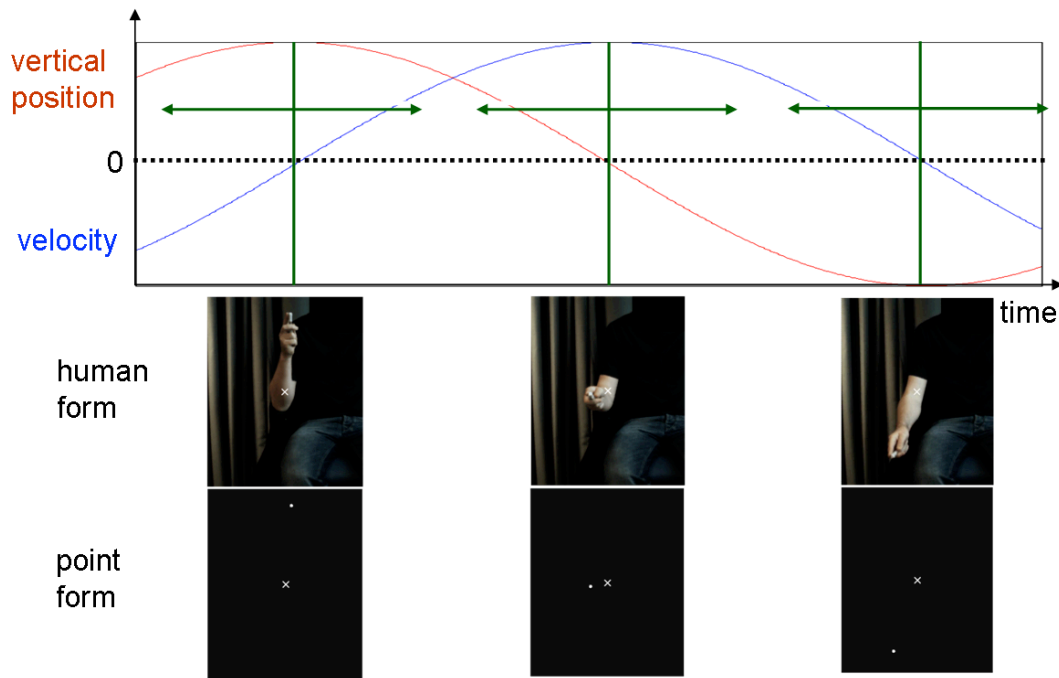 vertical
position
0
velocity
time
human
form
point
form